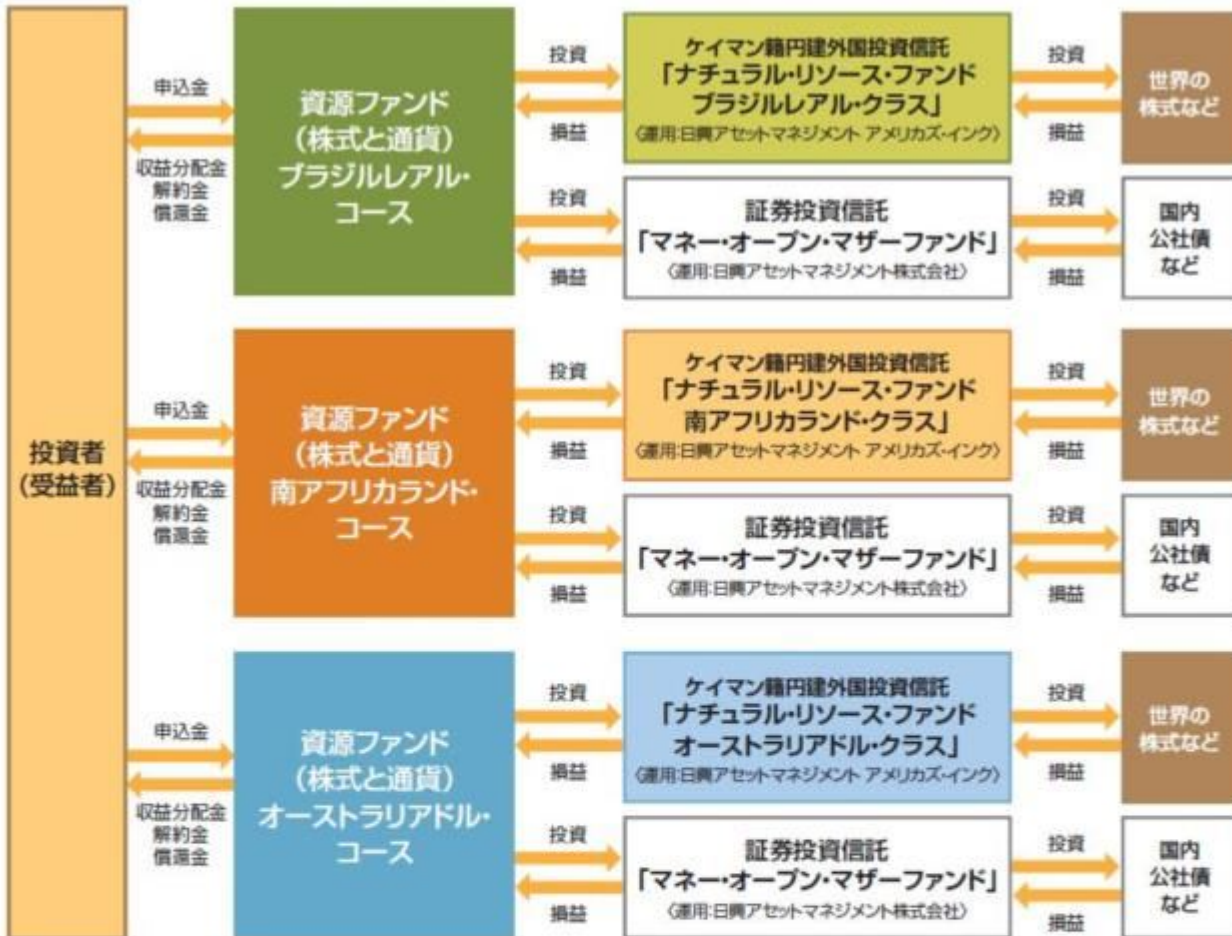 投資者
(受益者)
申込金
収益分配金
解約金
償還金
資源ファンド
(株式と通貨)
ブラジルレアル・
コース
投資
損益
ケイマン籍円建外国投資信託
「ナチュラル・リソース・ファンド
ブラジルレアル・クラス」
〈運用:日興アセットマネジメント アメリカズ・インク〉
投資
損益
世界の
株式など
投資
損益
証券投資信託
「マネー・オープン・マザーファンド」
〈運用:日興アセットマネジメント株式会社〉
投資
損益
国内
公社債
など
申込金
収益分配金
解約金
償還金
資源ファンド
(株式と通貨)
南アフリカランド・
コース
投資
損益
ケイマン籍円建外国投資信託
「ナチュラル・リソース・ファンド
南アフリカランド・クラス」
〈運用:日興アセットマネジメント アメリカズ・インク〉
投資
損益
世界の
株式など
投資
損益
証券投資信託
「マネー・オープン・マザーファンド」
〈運用:日興アセットマネジメント株式会社〉
投資
損益
国内
公社債
など
申込金
収益分配金
解約金
償還金
資源ファンド
(株式と通貨)
オーストラリアドル・
コース
投資
損益
ケイマン籍円建外国投資信託
「ナチュラル・リソース・ファンド
オーストラリアドル・クラス」
〈運用:日興アセットマネジメント アメリカズ・インク〉
投資
損益
世界の
株式など
投資
損益
証券投資信託
「マネー・オープン・マザーファンド」
〈運用:日興アセットマネジメント株式会社〉
投資
損益
国内
公社債
など